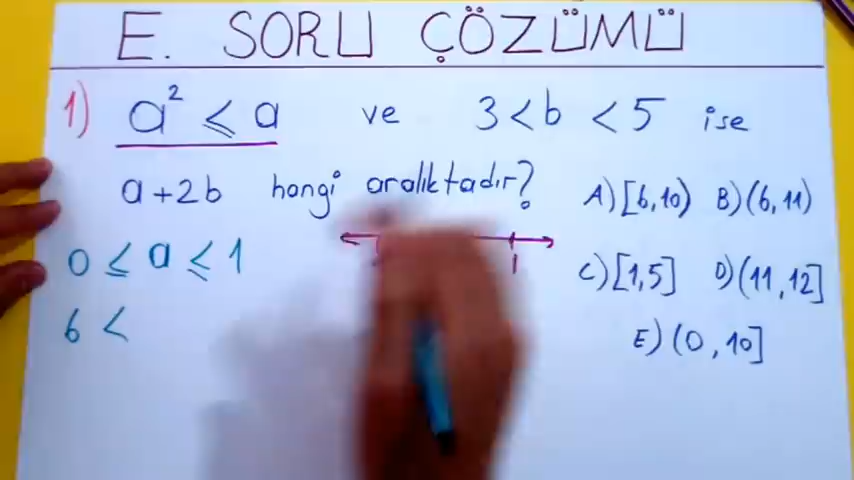 E. SORU ÇÖZÜMÜ
1) a² ≤ a ve 3 < b < 5 ise
a + 2b hangi aralıktadır?
A) [6, 10) B) (6, 11)
0 ≤ a ≤ 1
1
C) [1, 5] D) (11, 12]
6 <
E) (0, 10]